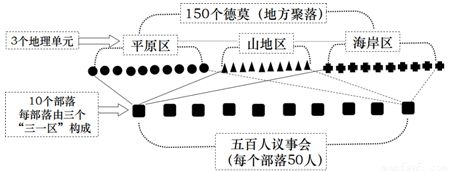 150个德莫（地方聚落）
3个地理单元
平原区
山地区
海岸区
10个部落
每部落由三个
“三一区”构成
五百人议事会
（每个部落50人）